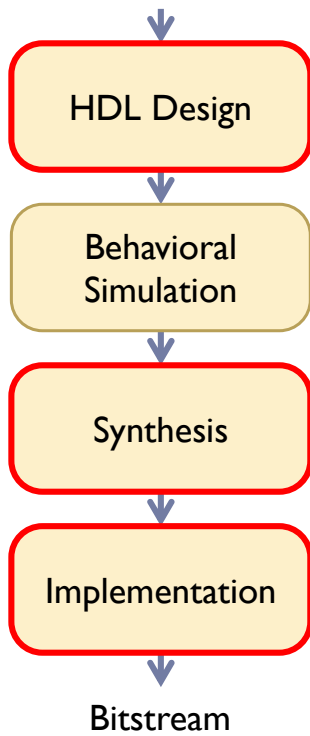 HDL Design
Behavioral
Simulation
Synthesis
Implementation
Bitstream